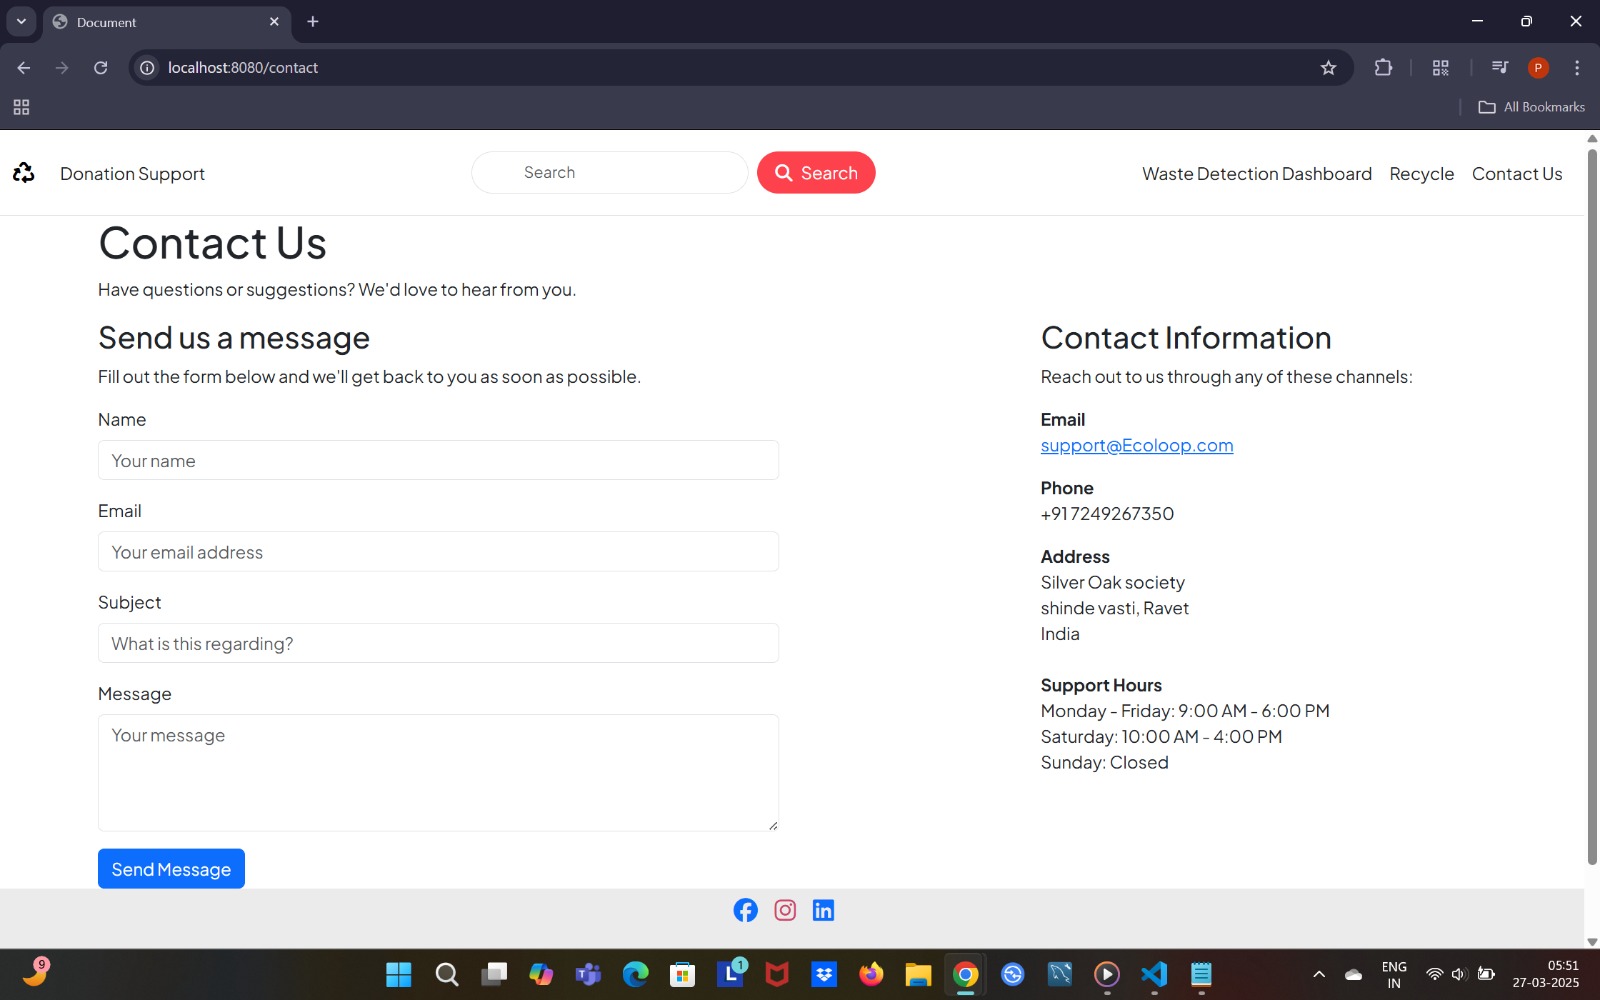 Document
localhost:8080/contact
All Bookmarks
Donation Support
Search
Search
Waste Detection Dashboard
Recycle
Contact Us
Contact Us
Have questions or suggestions? We'd love to hear from you.
Send us a message
Fill out the form below and we'll get back to you as soon as possible.
Name
Your name
Email
Your email address
Subject
What is this regarding?
Message
Your message
Send Message
Contact Information
Reach out to us through any of these channels:
Email
support@Ecoloop.com
Phone
+91 7249267350
Address
Silver Oak society
shinde vasti, Ravet
India
Support Hours
Monday - Friday: 9:00 AM - 6:00 PM
Saturday: 10:00 AM - 4:00 PM
Sunday: Closed
P
9
L
1
ENG
IN
05:51
27-03-2025